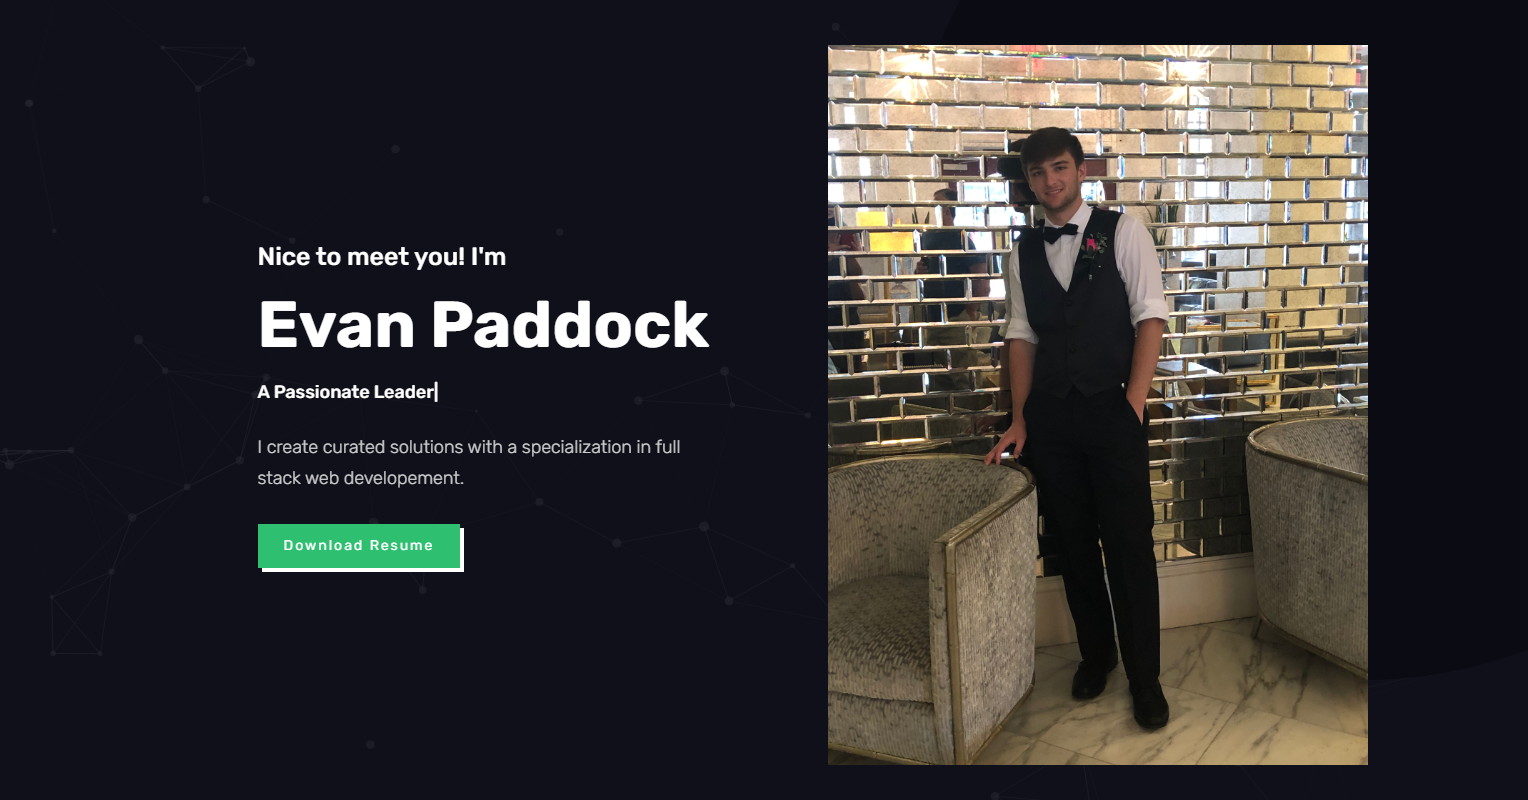 Nice to meet you! I'm
Evan Paddock
A Passionate Leader|
I create curated solutions with a specialization in full
stack web developement.
Download Resume